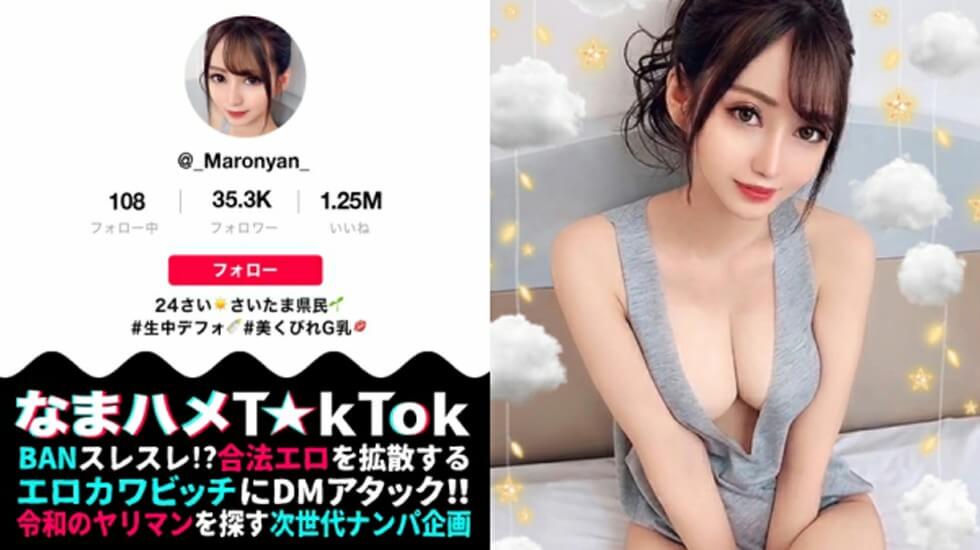 @_Maronyan_
108 35.3K 1.25M
フォロー中 フォロワー いいね
フォロー
24さい☀️さいたま県民🌱
#生中デフォ🍼#美くびれG乳💋
なまハメT★kTok
BANスレスレ!?合法エロを拡散する
エロカワビッチにDMアタック!!
令和のヤリマンを探す次世代ナンパ企画